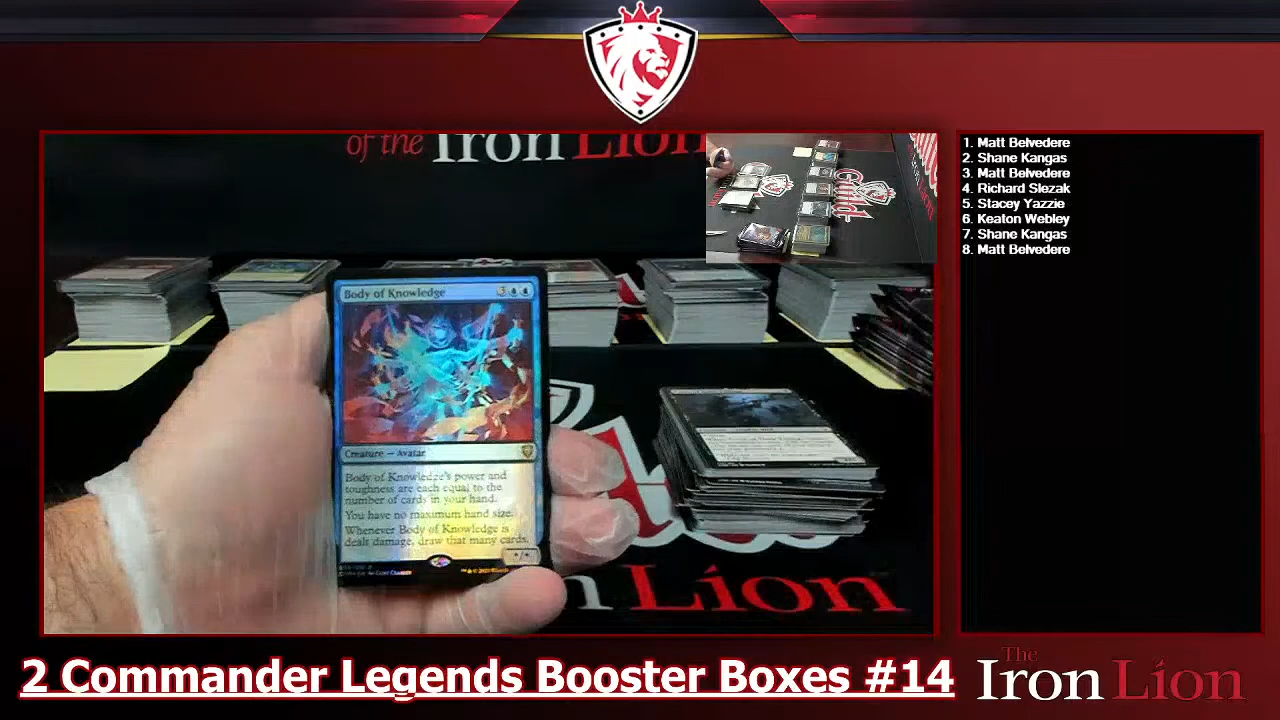 of the Iron Lion
1. Matt Belvedere
2. Shane Kangas
3. Matt Belvedere
4. Richard Slezak
5. Stacey Yazzie
6. Keaton Webley
7. Shane Kangas
8. Matt Belvedere
Guild
Body of Knowledge 3
Creature — Avatar
Body of Knowledge's power and
toughness are each equal to the
number of cards in your hand.
You have no maximum hand size.
Whenever Body of Knowledge is
dealt damage, draw that many cards.
*/*
n Lion
2 Commander Legends Booster Boxes #14
The
Iron Lion